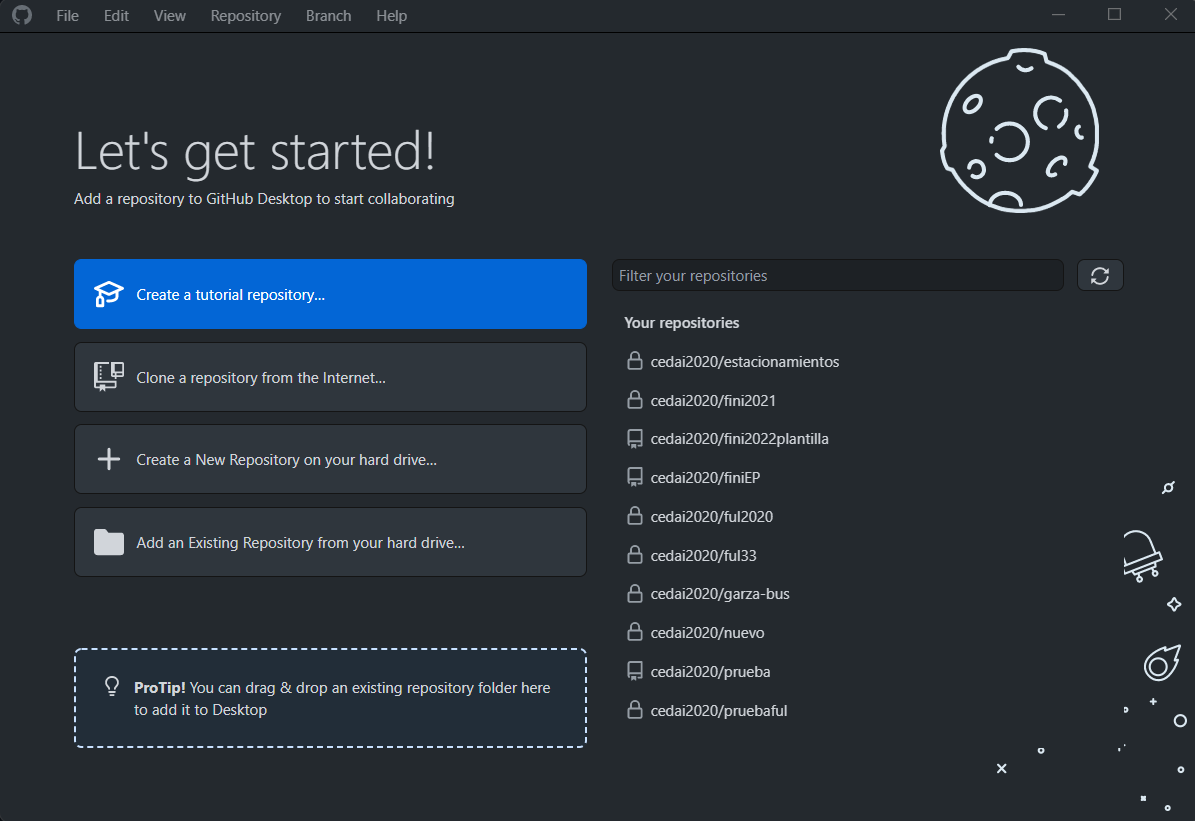 File Edit View Repository Branch Help
Let's get started!
Add a repository to GitHub Desktop to start collaborating
Create a tutorial repository...
Clone a repository from the Internet...
Create a New Repository on your hard drive...
Add an Existing Repository from your hard drive...
ProTip! You can drag & drop an existing repository folder here
to add it to Desktop
Filter your repositories
Your repositories
cedai2020/estacionamientos
cedai2020/fini2021
cedai2020/fini2022plantilla
cedai2020/finiEP
cedai2020/ful2020
cedai2020/ful33
cedai2020/garza-bus
cedai2020/nuevo
cedai2020/prueba
cedai2020/pruebaful